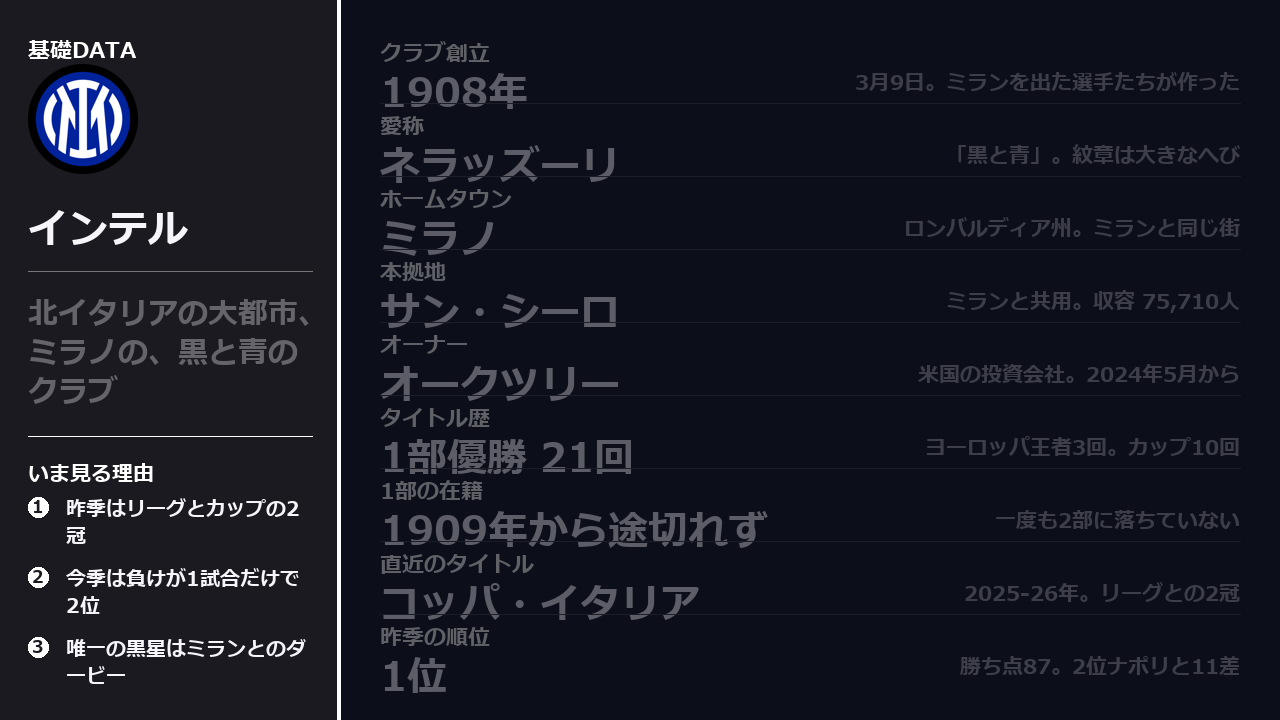 基礎DATA
インテル
北イタリアの大都市、
ミラノの、黒と青の
クラブ
いま見る理由
1 昨季はリーグとカップの2
冠
2 今季は負けが1試合だけで
2位
3 唯一の黒星はミランとのダ
ービー
クラブ創立
1908年 3月9日。ミランを出た選手たちが作った
愛称
ネラッズーリ 「黒と青」。紋章は大きなへび
ホームタウン
ミラノ ロンバルディア州。ミランと同じ街
本拠地
サン・シーロ ミランと共用。収容 75,710人
オーナー
オークツリー 米国の投資会社。2024年5月から
タイトル歴
1部優勝 21回 ヨーロッパ王者3回。カップ10回
1部の在籍
1909年から途切れず 一度も2部に落ちていない
直近のタイトル
コッパ・イタリア 2025-26年。リーグとの2冠
昨季の順位
1位 勝ち点87。2位ナポリと11差